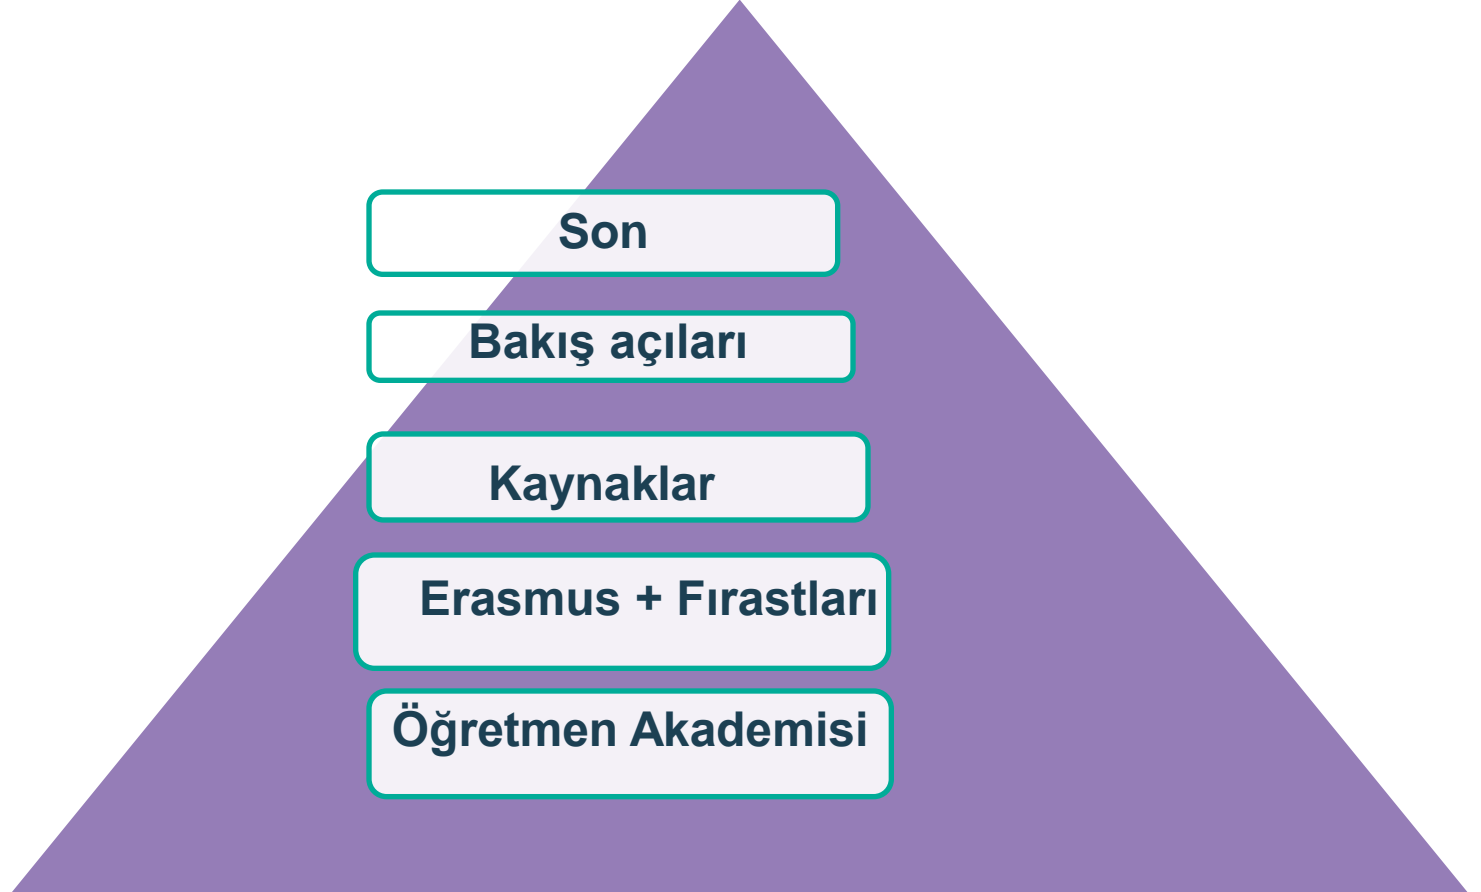 Son
Bakış açıları
Kaynaklar
Erasmus + Fırastları
Öğretmen Akademisi